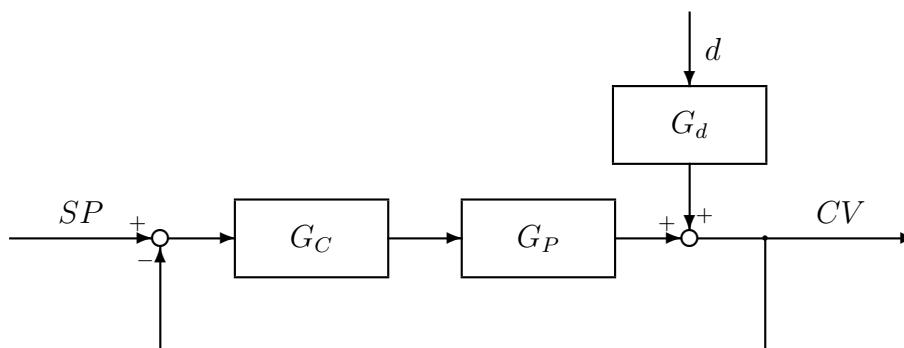 d
G_d
SP + G_C G_P + + CV
−